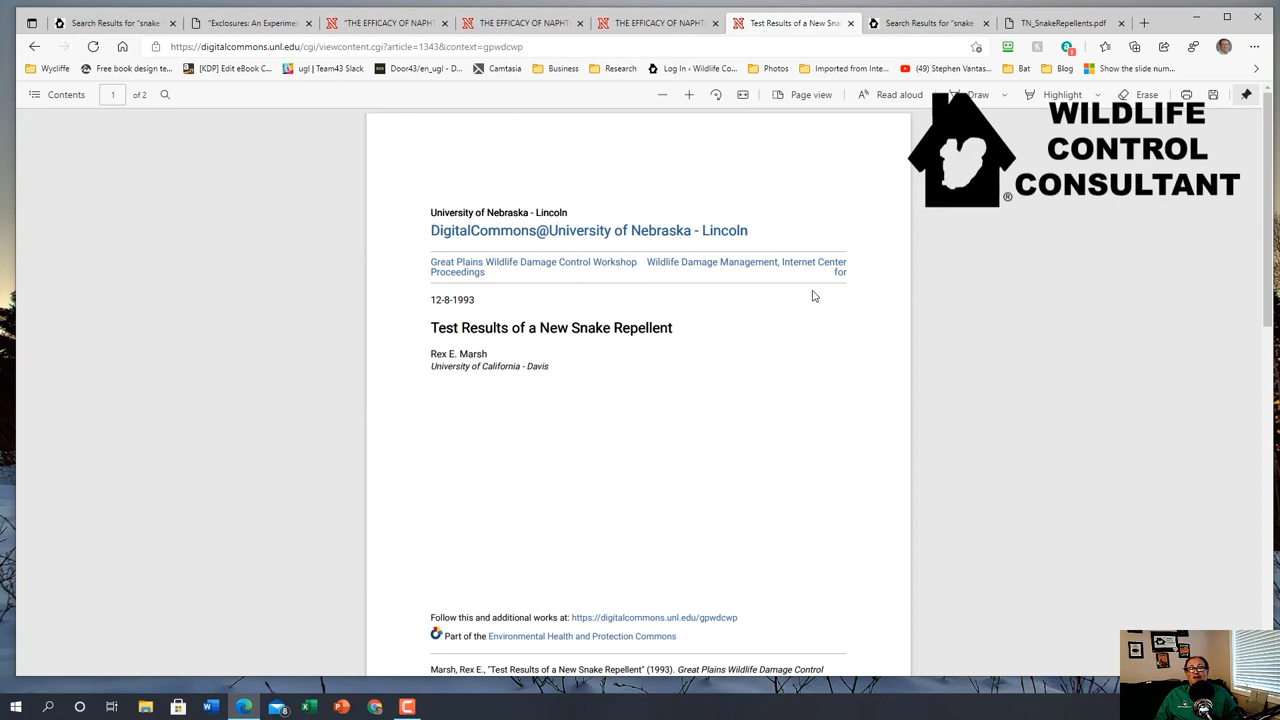 Search Results for "snake
"Exclosures: An Experimen
"THE EFFICACY OF NAPHT
THE EFFICACY OF NAPHT
THE EFFICACY OF NAPHT
Test Results of a New Sna
Search Results for "snake
TN_SnakeRepellents.pdf
https://digitalcommons.unl.edu/cgi/viewcontent.cgi?article=1343&context=gpwdcwp
Wycliffe
Free book design te...
[KDP] Edit eBook C...
ugl | Team43 Slack
Door43/en_ugl - D...
Camtasia
Business
Research
Log In ‹ Wildlife Co...
Photos
Imported from Inte...
(49) Stephen Vantas...
Bat
Blog
Show the slide num...
Contents
1
of 2
Page view
Read aloud
Draw
Highlight
Erase
WILDLIFE
CONTROL
CONSULTANT
®
University of Nebraska - Lincoln
DigitalCommons@University of Nebraska - Lincoln
Great Plains Wildlife Damage Control Workshop
Proceedings
Wildlife Damage Management, Internet Center
for
12-8-1993
Test Results of a New Snake Repellent
Rex E. Marsh
University of California - Davis
Follow this and additional works at: https://digitalcommons.unl.edu/gpwdcwp
Part of the Environmental Health and Protection Commons
Marsh, Rex E., "Test Results of a New Snake Repellent" (1993). Great Plains Wildlife Damage Control